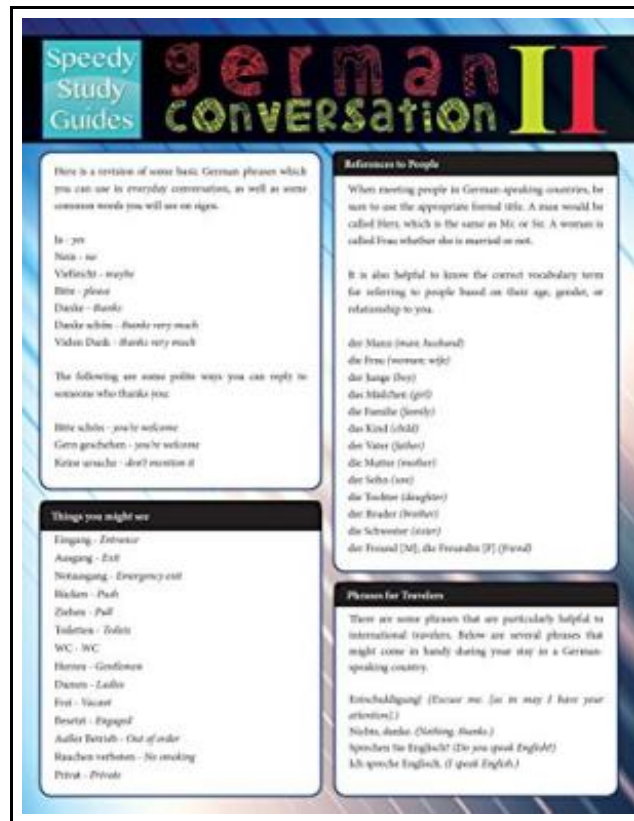 Speedy
Study
Guides
german
conversation
II
Here is a revision of some basic German phrases which
you can use in everyday conversation, as well as some
common words you will see on signs.
Ja - yes
Nein - no
Vielleicht - maybe
Bitte - please
Danke - thanks
Danke schön - thanks very much
Vielen Dank - thanks very much
The following are some polite ways you can reply to
someone who thanks you:
Bitte schön - you're welcome
Gern geschehen - you're welcome
Keine ursache - don't mention it
Things you might see
Eingang - Entrance
Ausgang - Exit
Notausgang - Emergency exit
Drücken - Push
Ziehen - Pull
Toiletten - Toilets
WC - WC
Herren - Gentlemen
Damen - Ladies
Frei - Vacant
Besetzt - Engaged
Außer Betrieb - Out of order
Rauchen verboten - No smoking
Privat - Private
References to People
When meeting people in German-speaking countries, be
sure to use the appropriate formal title. A man would be
called Herr, which is the same as Mr. or Sir. A woman is
called Frau whether she is married or not.
It is also helpful to know the correct vocabulary term
for referring to people based on their age, gender, or
relationship to you.
der Mann (man; husband)
die Frau (woman; wife)
der Junge (boy)
das Mädchen (girl)
die Familie (family)
das Kind (child)
der Vater (father)
die Mutter (mother)
der Sohn (son)
die Tochter (daughter)
der Bruder (brother)
die Schwester (sister)
der Freund [M], die Freundin [F] (friend)
Phrases for Travelers
There are some phrases that are particularly helpful to
international travelers. Below are several phrases that
might come in handy during your stay in a German-
speaking country.
Entschuldigung! (Excuse me. [as in may I have your
attention].)
Nichts, danke. (Nothing, thanks.)
Sprechen Sie Englisch? (Do you speak English?)
Ich spreche Englisch. (I speak English.)